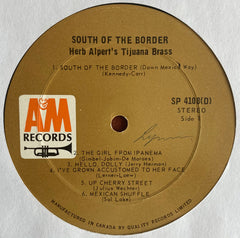 SOUTH OF THE BORDER
Herb Alpert's Tijuana Brass
1. SOUTH OF THE BORDER (Down Mexico Way)
(Kennedy-Carr)
SP 4108(D)
STEREO
Side 1
A&M
RECORDS
2. THE GIRL FROM IPANEMA
(Gimbel-Jobim-De Moraes)
3. HELLO, DOLLY (Jerry Herman)
4. I'VE GROWN ACCUSTOMED TO HER FACE
(Lerner-Loewe)
5. UP CHERRY STREET
(Julius Wechter)
6. MEXICAN SHUFFLE
(Sol Lake)
MANUFACTURED IN CANADA BY QUALITY RECORDS LIMITED